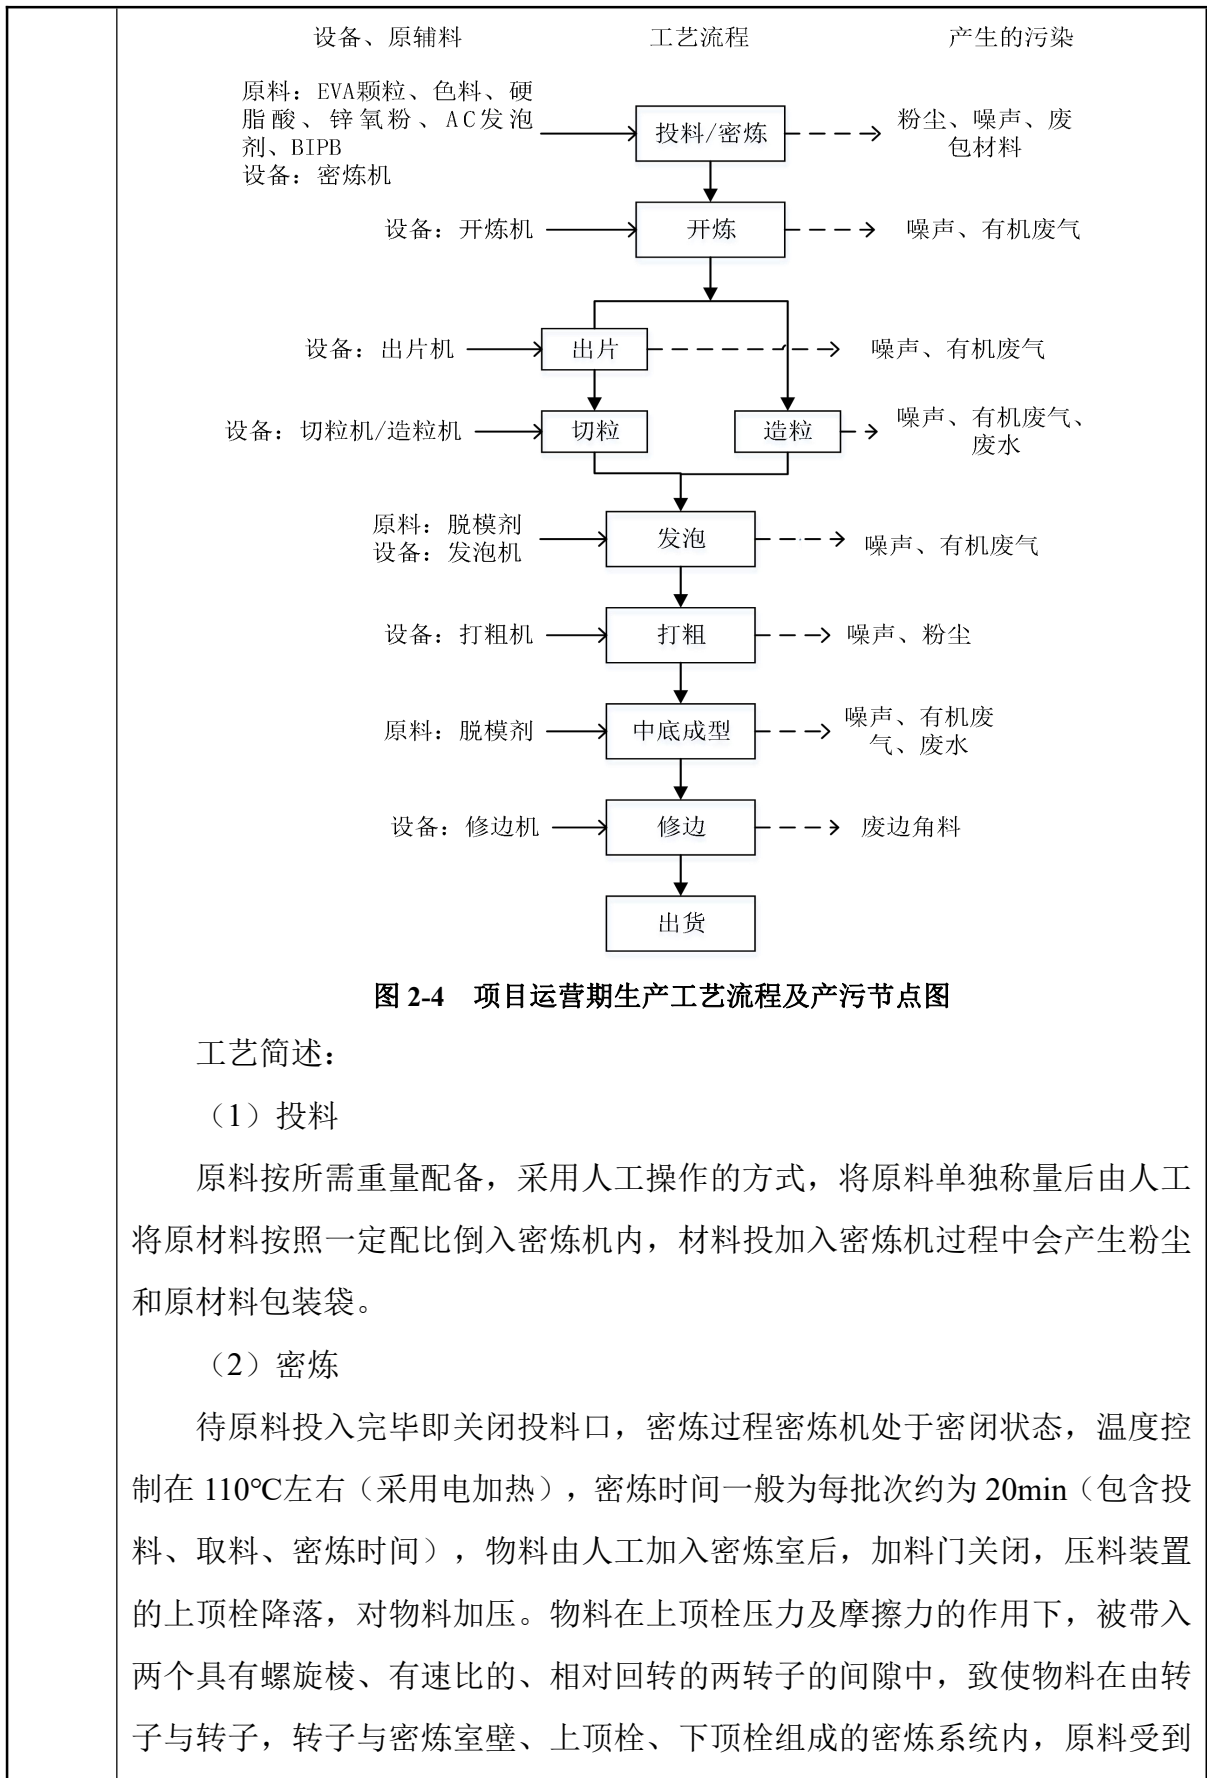 设备、原辅料 工艺流程 产生的污染
原料：EVA颗粒、色料、硬
脂酸、锌氧粉、AC发泡
剂、BIPB
设备：密炼机
投料/密炼
粉尘、噪声、废
包材料
设备：开炼机 开炼 噪声、有机废气
设备：出片机 出片 噪声、有机废气
设备：切粒机/造粒机 切粒 造粒
噪声、有机废气、
废水
原料：脱模剂
设备：发泡机
发泡 噪声、有机废气
设备：打粗机 打粗 噪声、粉尘
原料：脱模剂 中底成型
噪声、有机废
气、废水
设备：修边机 修边 废边角料
出货
图 2-4 项目运营期生产工艺流程及产污节点图
工艺简述：
（1）投料
原料按所需重量配备，采用人工操作的方式，将原料单独称量后由人工
将原材料按照一定配比倒入密炼机内，材料投加入密炼机过程中会产生粉尘
和原材料包装袋。
（2）密炼
待原料投入完毕即关闭投料口，密炼过程密炼机处于密闭状态，温度控
制在 110℃左右（采用电加热），密炼时间一般为每批次约为 20min（包含投
料、取料、密炼时间），物料由人工加入密炼室后，加料门关闭，压料装置
的上顶栓降落，对物料加压。物料在上顶栓压力及摩擦力的作用下，被带入
两个具有螺旋棱、有速比的、相对回转的两转子的间隙中，致使物料在由转
子与转子，转子与密炼室壁、上顶栓、下顶栓组成的密炼系统内，原料受到